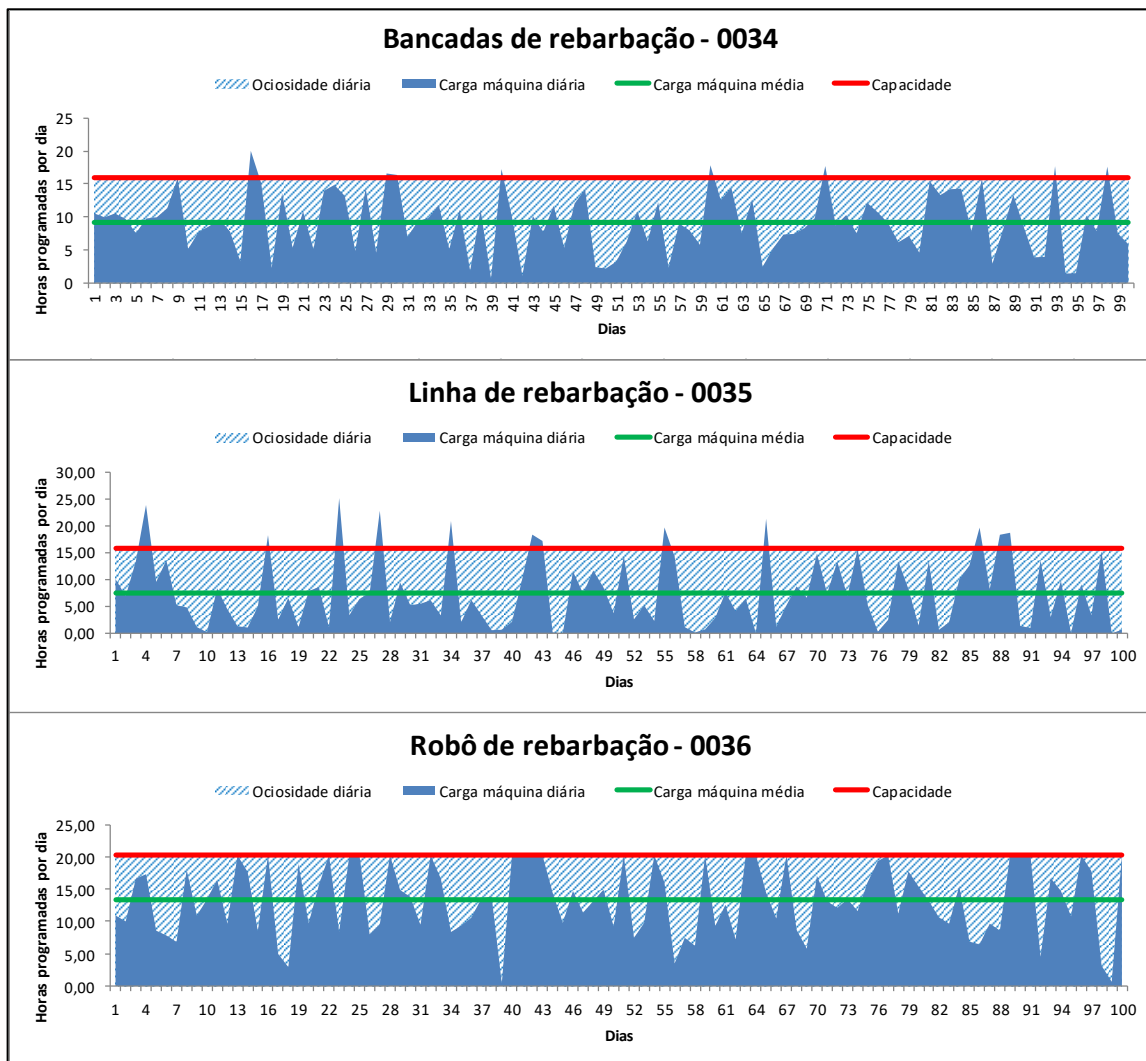 Bancadas de rebarbação - 0034
Ociosidade diária Carga máquina diária Carga máquina média Capacidade
Horas programadas por dia
25
20
15
10
5
0
1 3 5 7 9 11 13 15 17 19 21 23 25 27 29 31 33 35 37 39 41 43 45 47 49 51 53 55 57 59 61 63 65 67 69 71 73 75 77 79 81 83 85 87 89 91 93 95 97 99
Dias
Linha de rebarbação - 0035
Ociosidade diária Carga máquina diária Carga máquina média Capacidade
Horas programadas por dia
30,00
25,00
20,00
15,00
10,00
5,00
0,00
1 4 7 10 13 16 19 22 25 28 31 34 37 40 43 46 49 52 55 58 61 64 67 70 73 76 79 82 85 88 91 94 97 100
Dias
Robô de rebarbação - 0036
Ociosidade diária Carga máquina diária Carga máquina média Capacidade
Horas programadas por dia
25,00
20,00
15,00
10,00
5,00
0,00
1 4 7 10 13 16 19 22 25 28 31 34 37 40 43 46 49 52 55 58 61 64 67 70 73 76 79 82 85 88 91 94 97 100
Dias